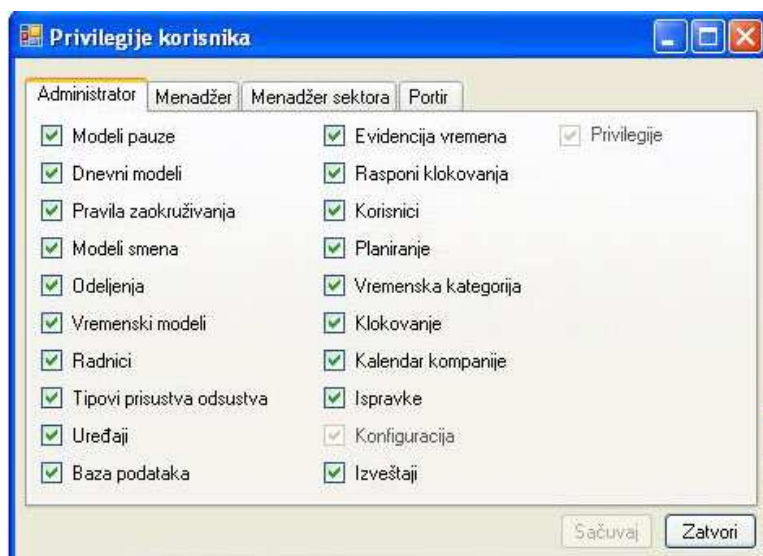 Privilegije korisnika
Administrator Menadžer Menadžer sektora Portir
Modeli pauze Evidencija vremena Privilegije
Dnevni modeli Rasponi klokovanja
Pravila zaokruživanja Korisnici
Modeli smena Planiranje
Odeljenja Vremenska kategorija
Vremenski modeli Klokovanje
Radnici Kalendar kompanije
Tipovi prisustva odsustva Ispravke
Uređaji Konfiguracija
Baza podataka Izveštaji
Sačuvaj Zatvori